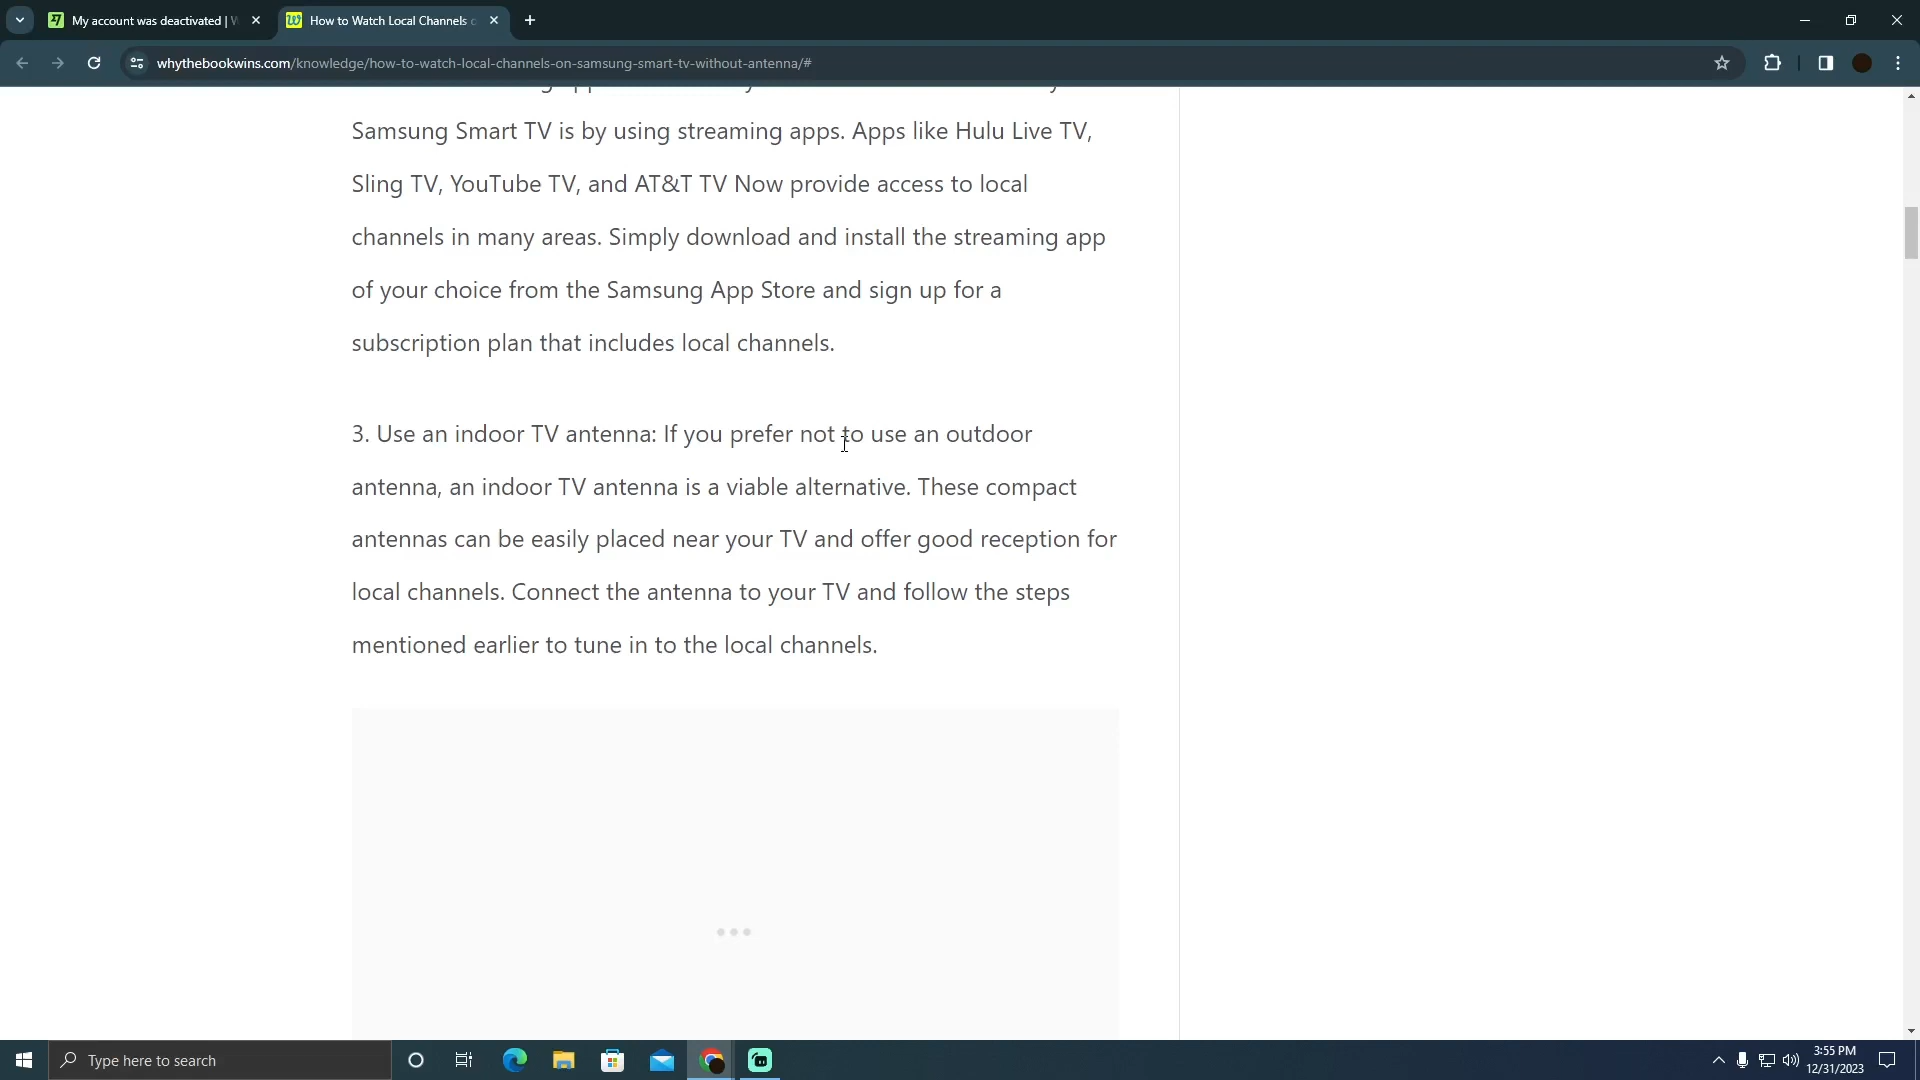 My account was deactivated |
How to Watch Local Channels
whythebookwins.com/knowledge/how-to-watch-local-channels-on-samsung-smart-tv-without-antenna/#
Samsung Smart TV is by using streaming apps. Apps like Hulu Live TV,
Sling TV, YouTube TV, and AT&T TV Now provide access to local
channels in many areas. Simply download and install the streaming app
of your choice from the Samsung App Store and sign up for a
subscription plan that includes local channels.
3. Use an indoor TV antenna: If you prefer not to use an outdoor
antenna, an indoor TV antenna is a viable alternative. These compact
antennas can be easily placed near your TV and offer good reception for
local channels. Connect the antenna to your TV and follow the steps
mentioned earlier to tune in to the local channels.
Type here to search
3:55 PM
12/31/2023